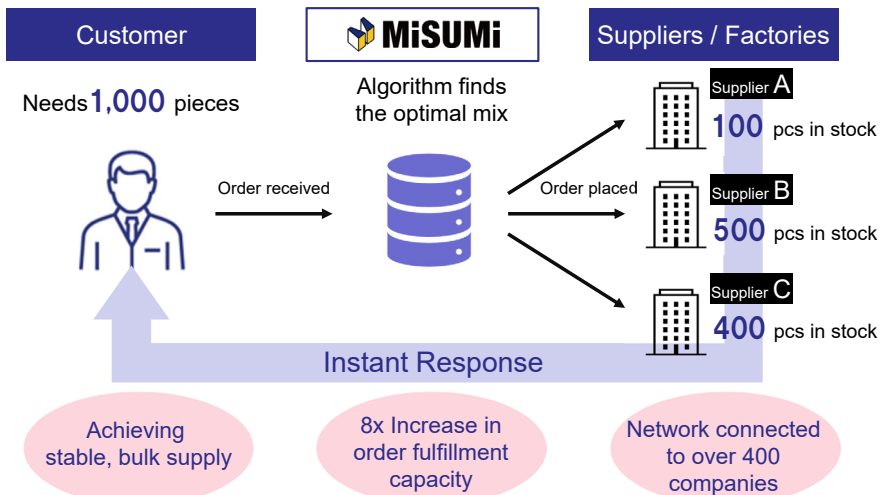 Customer
MiSUMi
Suppliers / Factories
Needs 1,000 pieces
Algorithm finds
the optimal mix
Supplier A
100 pcs in stock
Order received
Order placed
Supplier B
500 pcs in stock
Supplier C
400 pcs in stock
Instant Response
Achieving
stable, bulk supply
8x Increase in
order fulfillment
capacity
Network connected
to over 400
companies